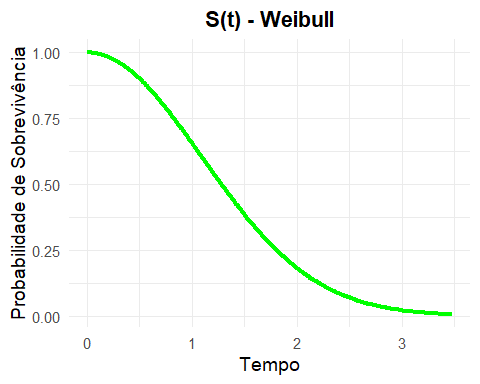 S(t) - Weibull
Probabilidade de Sobrevivência
1.00
0.75
0.50
0.25
0.00
0 1 2 3
Tempo